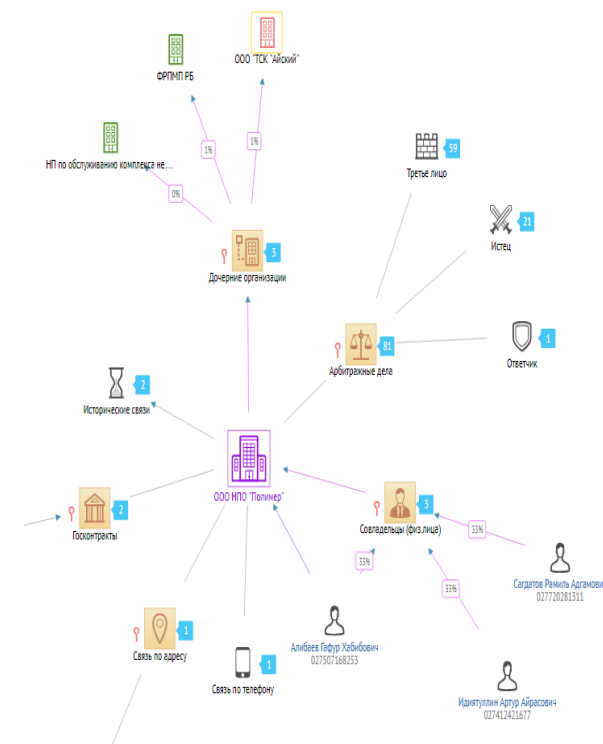 ООО "ТСК "Айский"
ФРПМП РБ
1%
1%
НП по обслуживанию комплекса не...
0%
59
Третье лицо
21
Истец
3
Дочерние организации
1
Ответчик
81
Арбитражные дела
2
Исторические связи
ООО НПО "Полимер"
2
Госконтракты
3
Совладельцы (физ.лица)
33%
33%
33%
Сагдатов Рамиль Адгамови
027720281311
1
Связь по адресу
Алибаев Гафур Хабибович
027507168253
1
Связь по телефону
Идиятуллин Артур Айрасович
027412421677